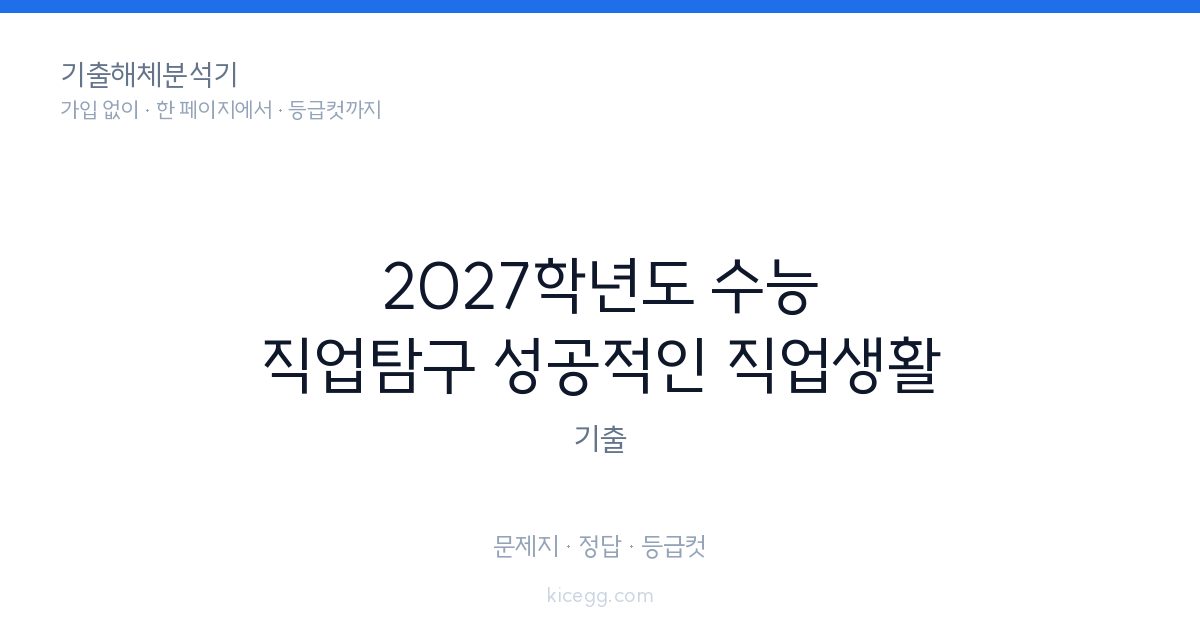 기출해체분석기
가입 없이 · 한 페이지에서 · 등급컷까지
2027학년도 수능
직업탐구 성공적인 직업생활
기출
문제지 · 정답 · 등급컷
kicegg.com